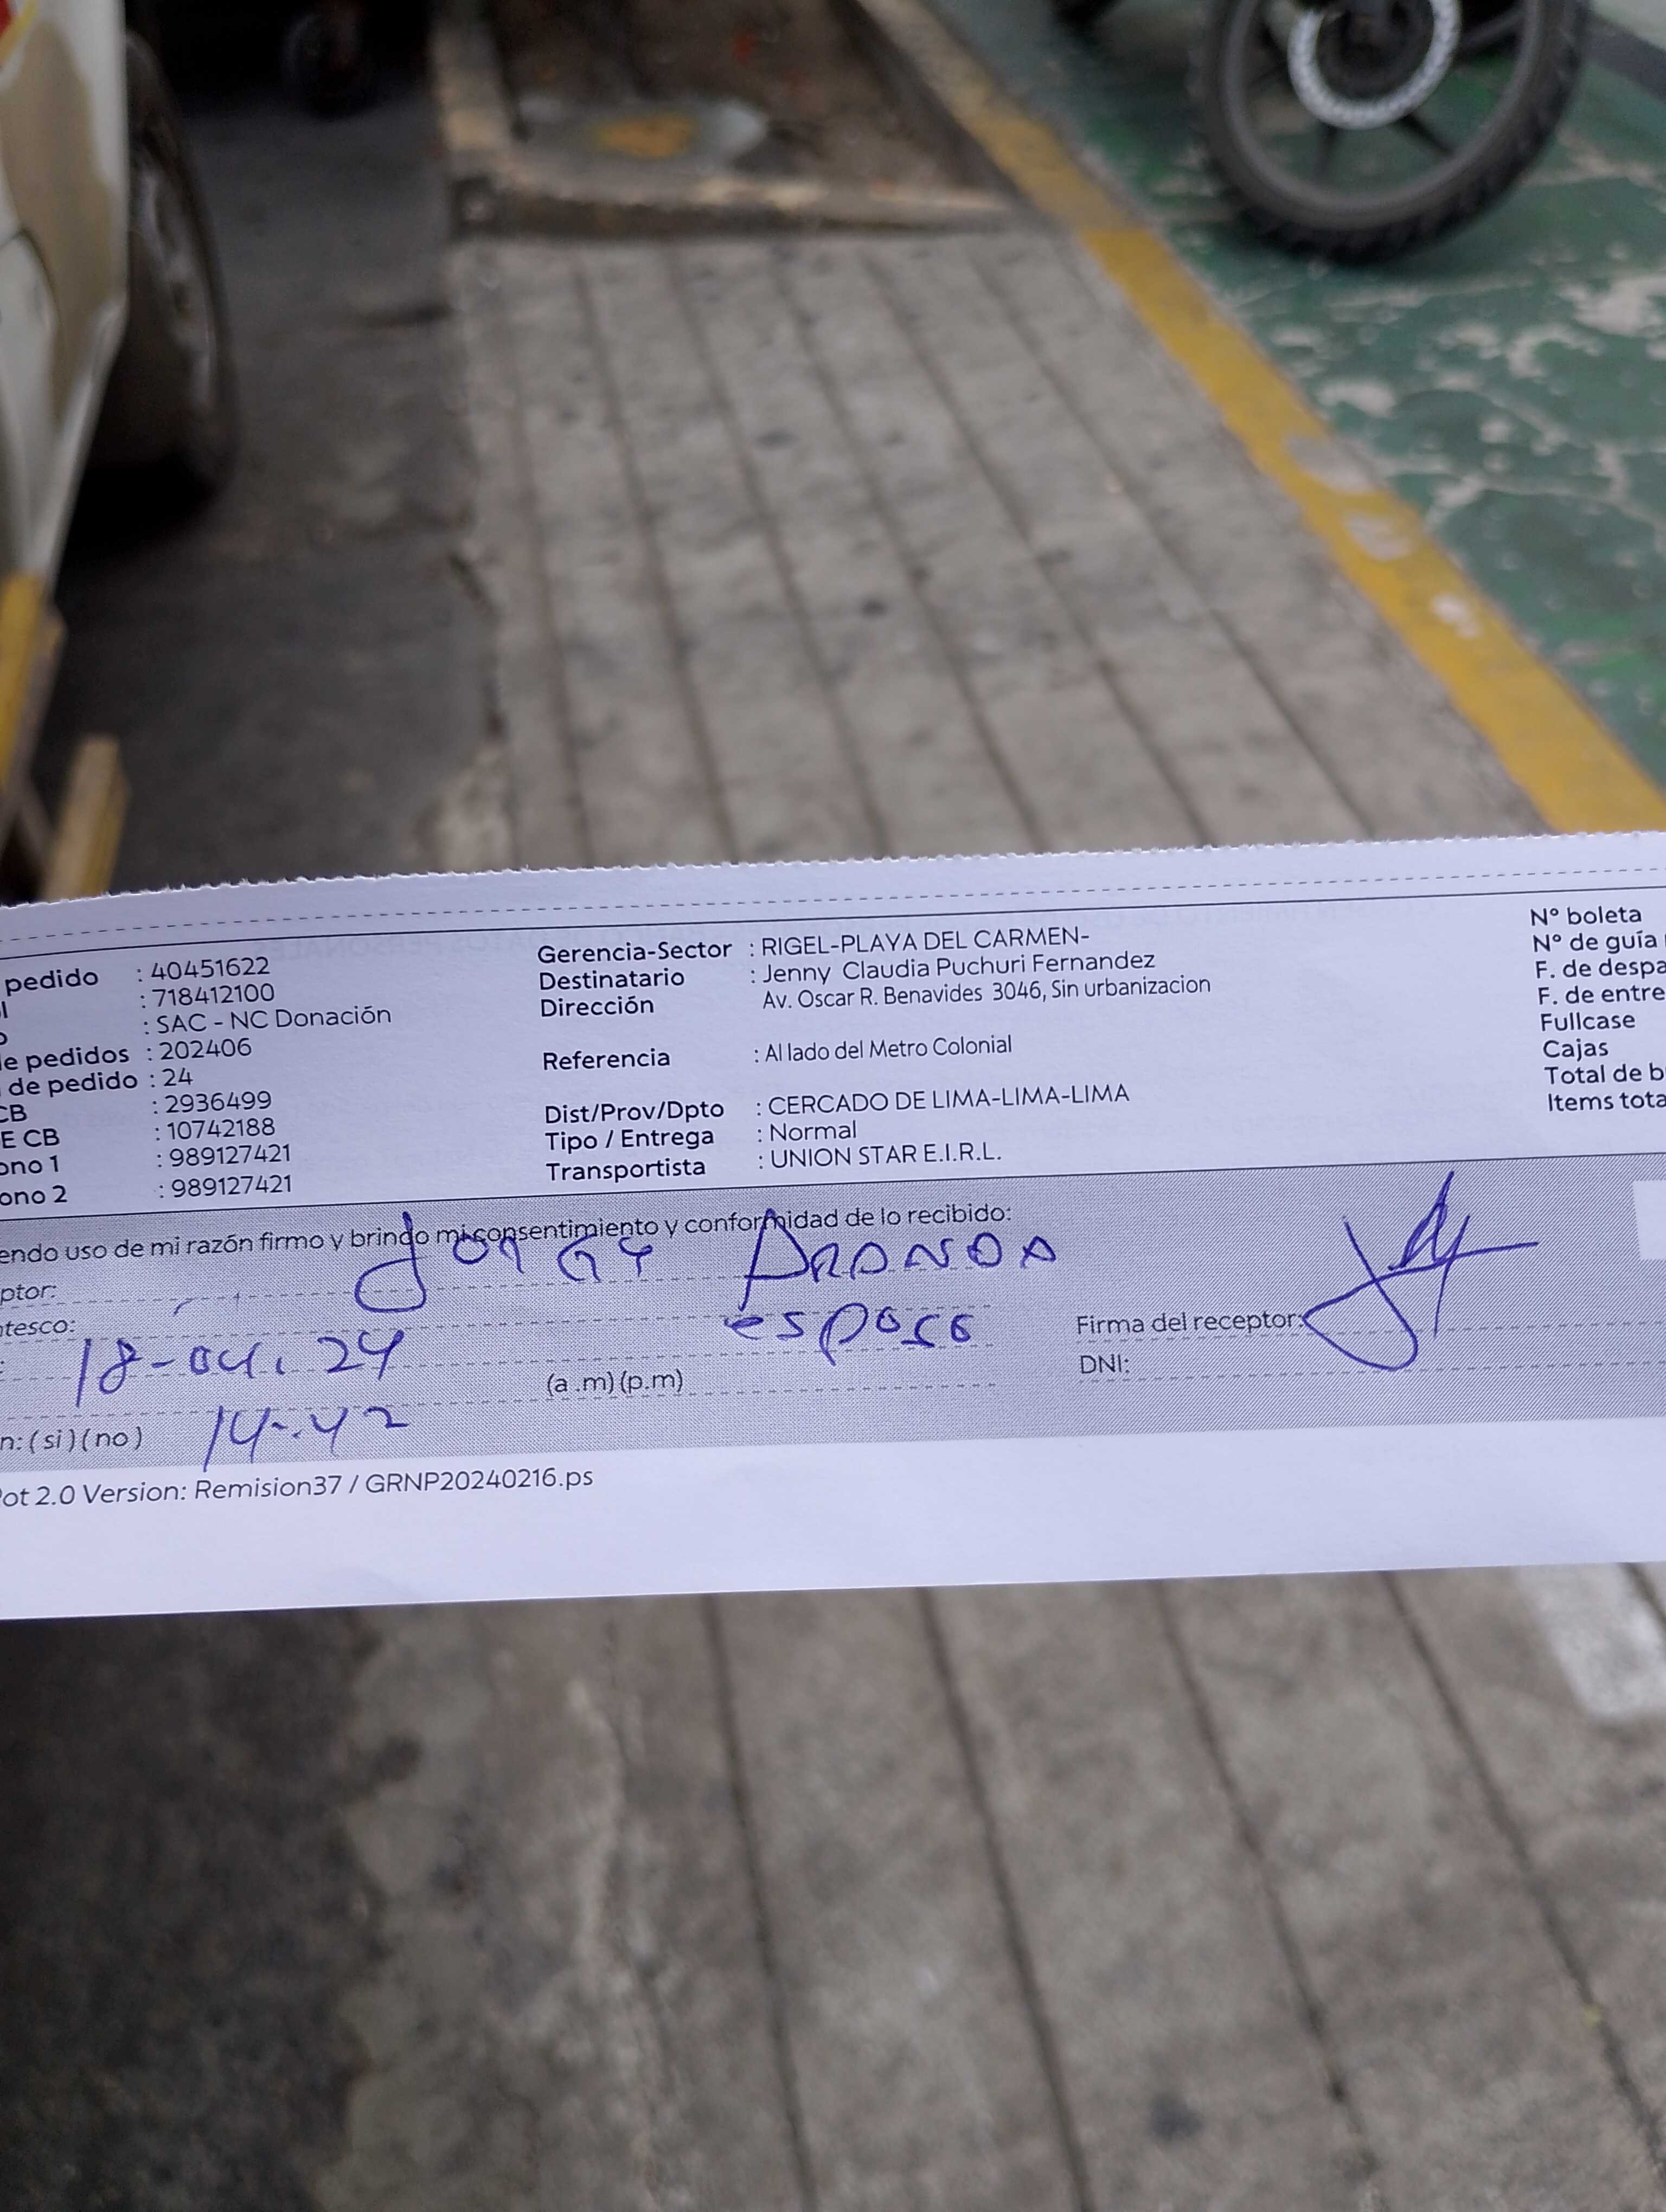 pedido : 40451622
l : 718412100
o : SAC - NC Donación
e pedidos : 202406
de pedido : 24
CB : 2936499
E CB : 10742188
ono 1 : 989127421
ono 2 : 989127421
Gerencia-Sector : RIGEL-PLAYA DEL CARMEN-
Destinatario : Jenny Claudia Puchuri Fernandez
Dirección Av. Oscar R. Benavides 3046, Sin urbanizacion
Referencia : Al lado del Metro Colonial
Dist/Prov/Dpto : CERCADO DE LIMA-LIMA-LIMA
Tipo / Entrega : Normal
Transportista : UNION STAR E.I.R.L.
N° boleta
N° de guía
F. de despa
F. de entre
Fullcase
Cajas
Total de b
Items tota
endo uso de mi razón firmo y brindo mi consentimiento y conformidad de lo recibido:
ptor:
ntesco: esposo
: 18-04.24 (a .m) (p.m)
n: ( si ) ( no ) 14:42
Firma del receptor:
DNI:
ot 2.0 Version: Remision37 / GRNP20240216.ps